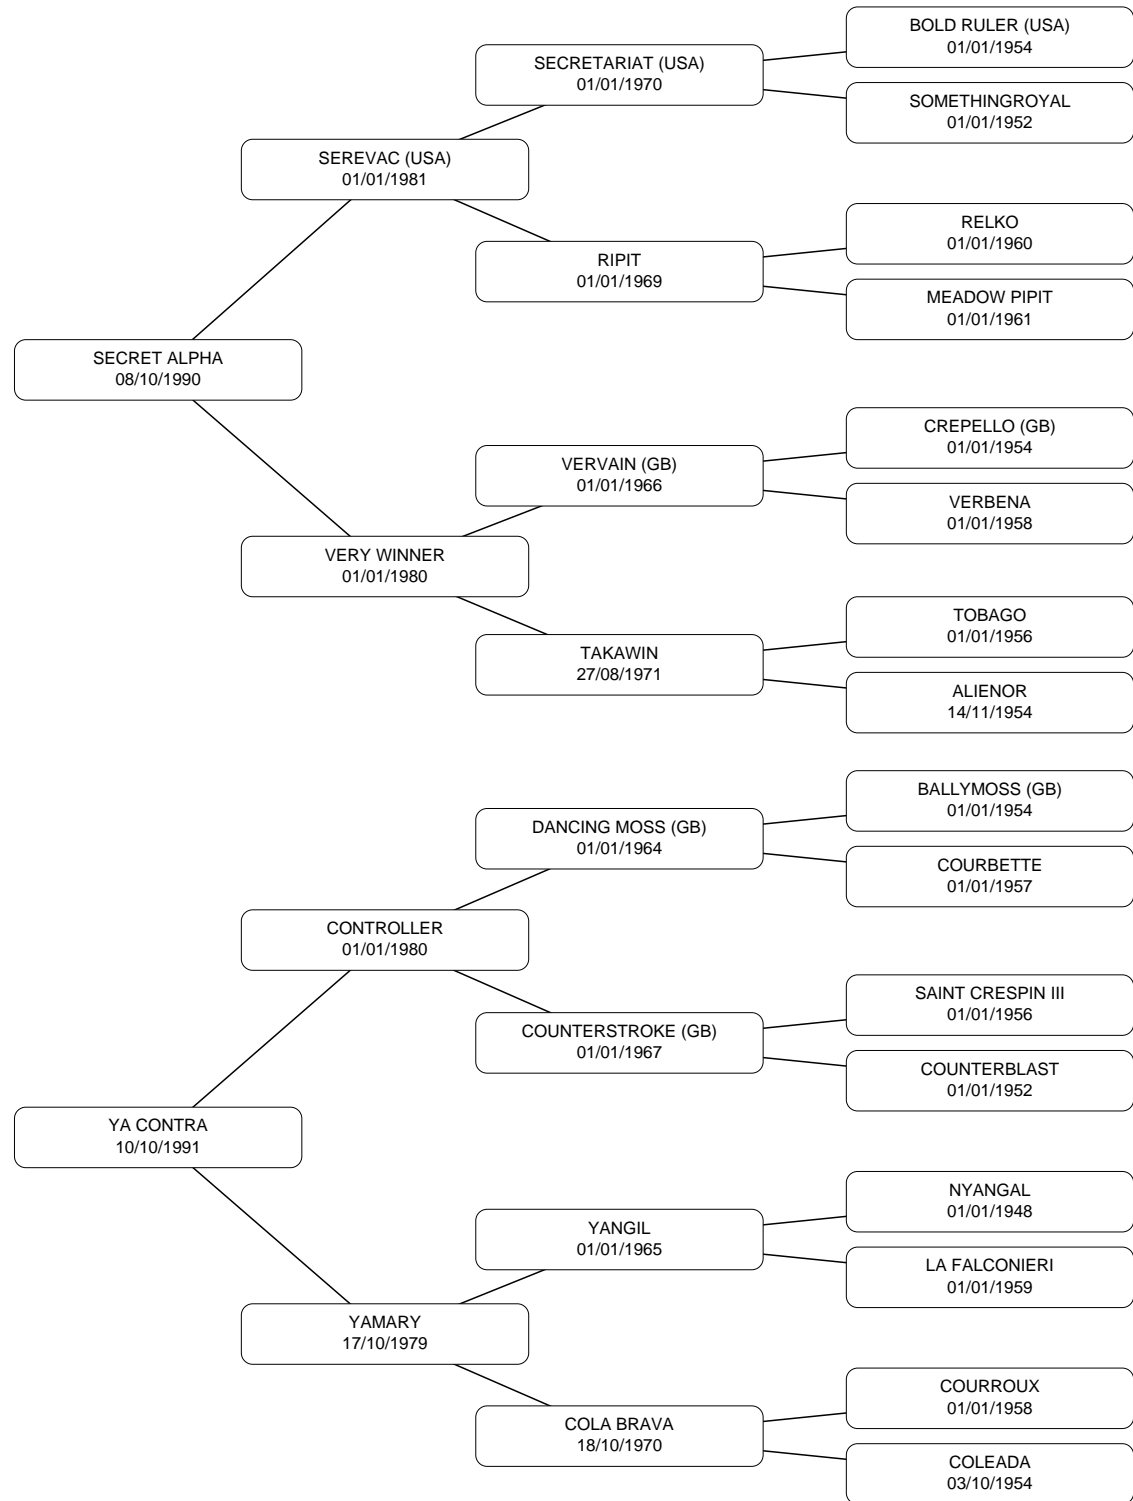 BOLD RULER (USA)
01/01/1954
SECRETARIAT (USA)
01/01/1970
SOMETHINGROYAL
01/01/1952
SEREVAC (USA)
01/01/1981
RELKO
01/01/1960
RIPIT
01/01/1969
MEADOW PIPIT
01/01/1961
SECRET ALPHA
08/10/1990
CREPELLO (GB)
01/01/1954
VERVAIN (GB)
01/01/1966
VERBENA
01/01/1958
VERY WINNER
01/01/1980
TOBAGO
01/01/1956
TAKAWIN
27/08/1971
ALIENOR
14/11/1954
BALLYMOSS (GB)
01/01/1954
DANCING MOSS (GB)
01/01/1964
COURBETTE
01/01/1957
CONTROLLER
01/01/1980
SAINT CRESPIN III
01/01/1956
COUNTERSTROKE (GB)
01/01/1967
COUNTERBLAST
01/01/1952
YA CONTRA
10/10/1991
NYANGAL
01/01/1948
YANGIL
01/01/1965
LA FALCONIERI
01/01/1959
YAMARY
17/10/1979
COURROUX
01/01/1958
COLA BRAVA
18/10/1970
COLEADA
03/10/1954